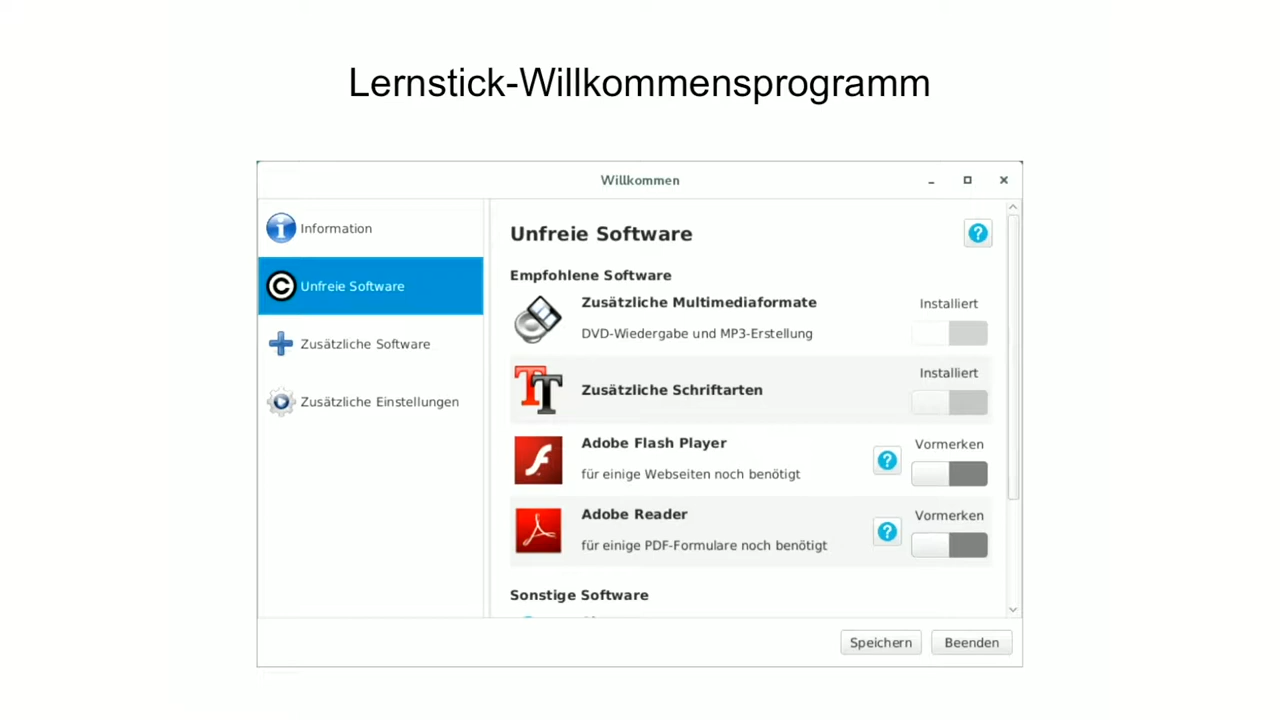 Lernstick-Willkommensprogramm
Willkommen
Information
Unfreie Software
Zusätzliche Software
Zusätzliche Einstellungen
Unfreie Software
Empfohlene Software
Zusätzliche Multimediaformate
Installiert
DVD-Wiedergabe und MP3-Erstellung
Zusätzliche Schriftarten
Installiert
Adobe Flash Player
Vormerken
für einige Webseiten noch benötigt
Adobe Reader
Vormerken
für einige PDF-Formulare noch benötigt
Sonstige Software
Speichern
Beenden